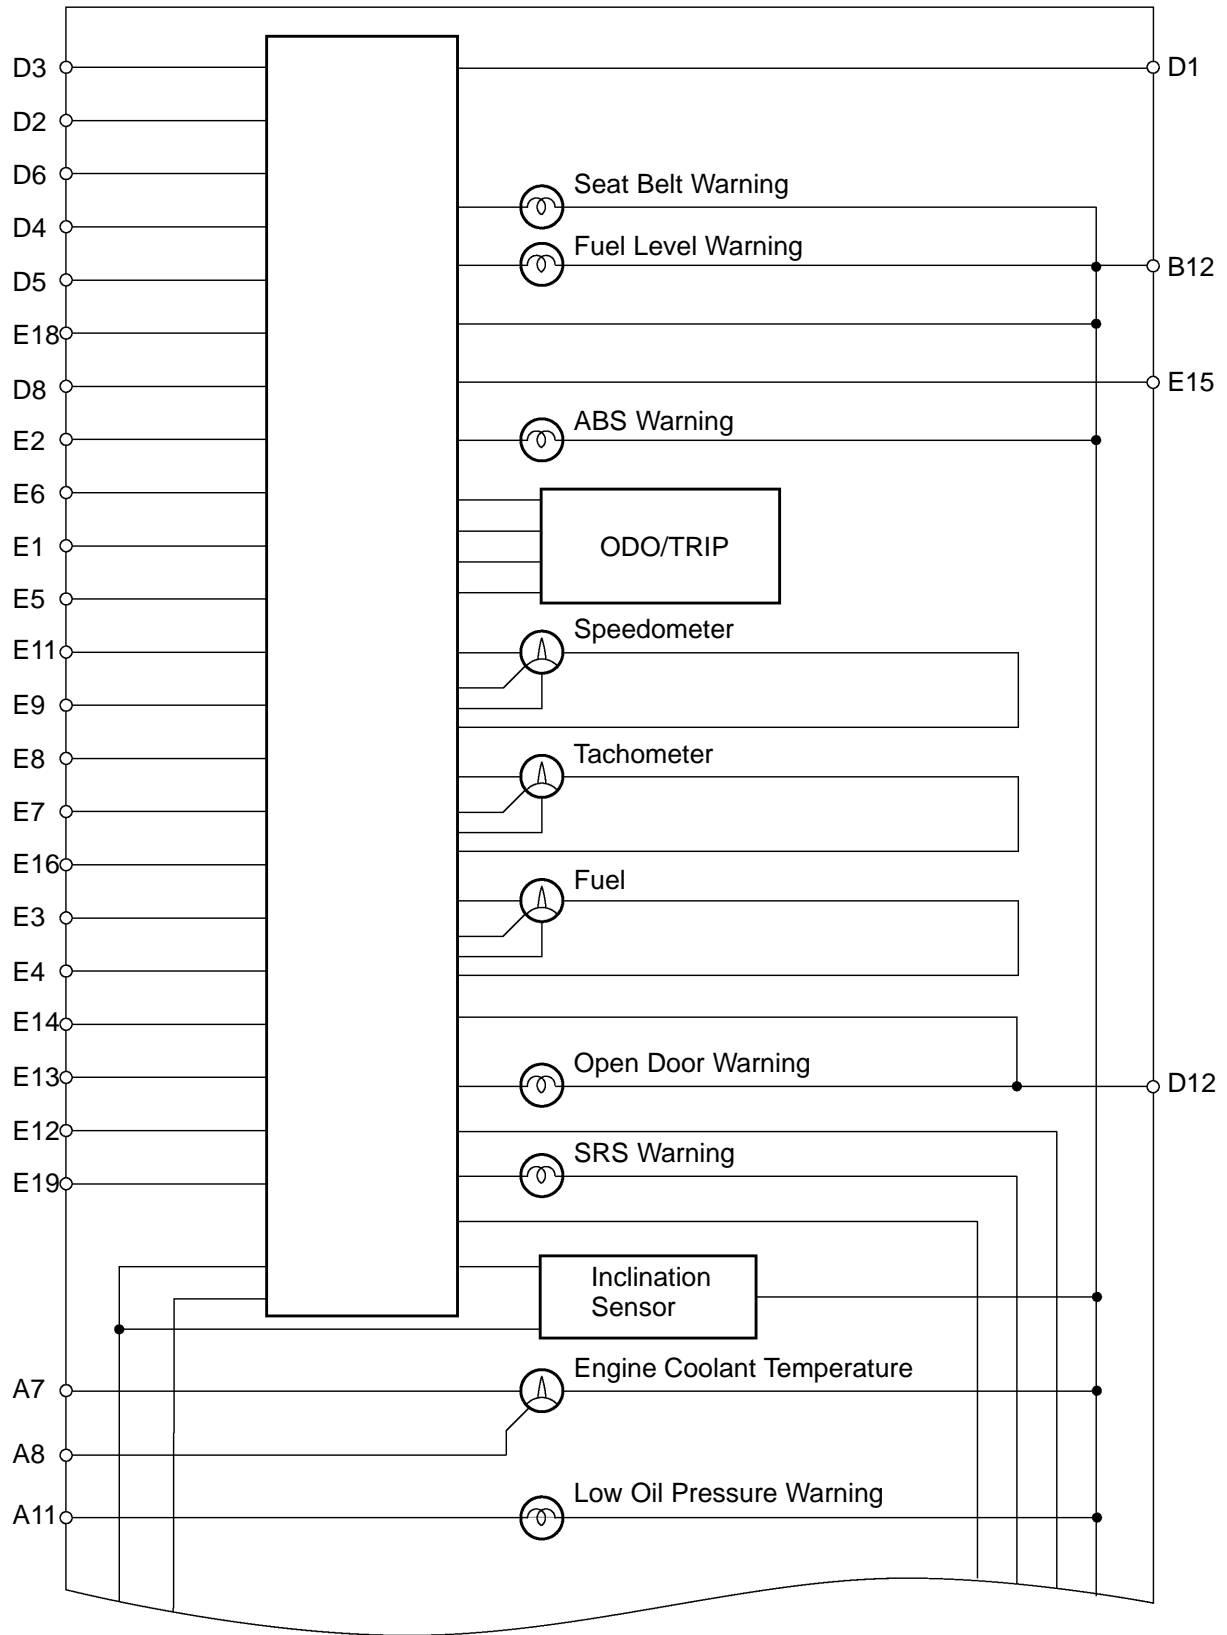 D3
D1
D2
D6
Seat Belt Warning
D4
Fuel Level Warning
B12
D5
E18
E15
D8
ABS Warning
E2
E6
ODO/TRIP
E1
E5
Speedometer
E11
E9
Tachometer
E8
E7
E16
Fuel
E3
E4
E14
Open Door Warning
E13
D12
E12
SRS Warning
E19
Inclination
Sensor
Engine Coolant Temperature
A7
A8
Low Oil Pressure Warning
A11